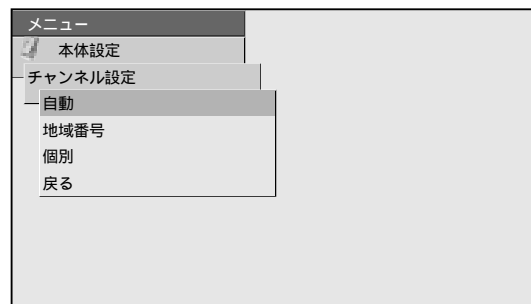 メニュー
本体設定
チャンネル設定
自動
地域番号
個別
戻る